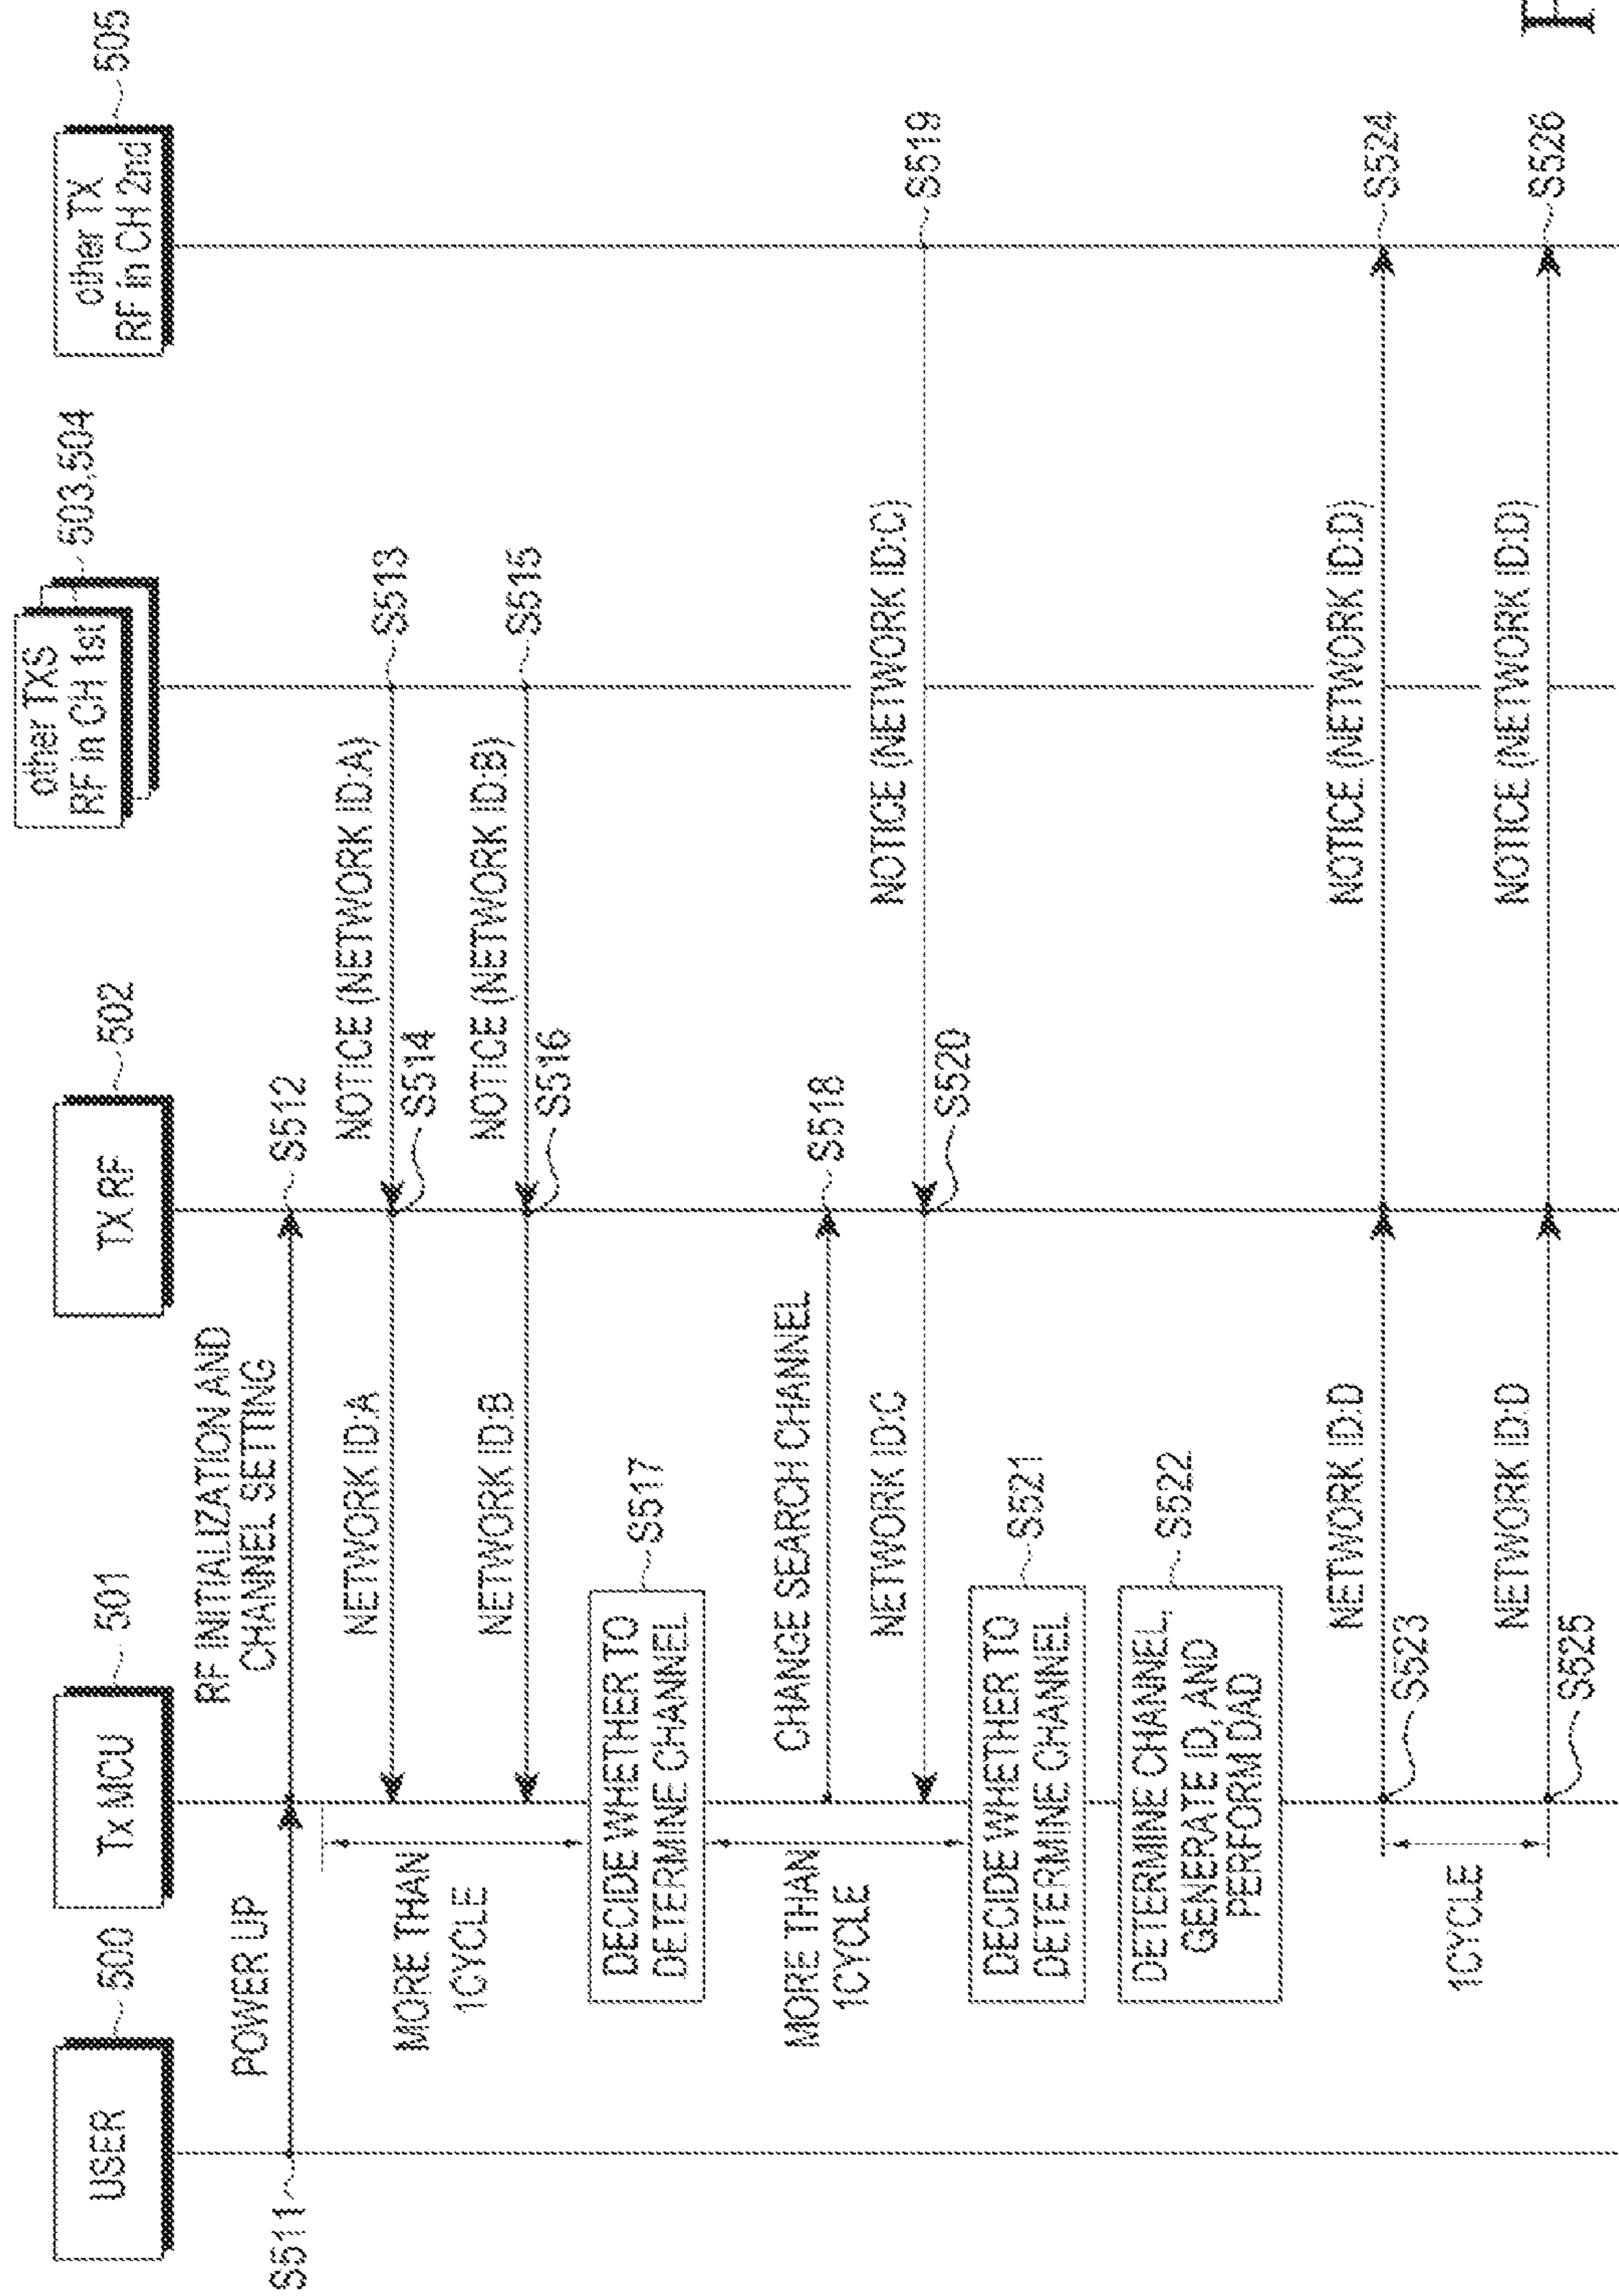 USER
500
Tx MCU
501
TX RF
502
other TXS
RF in CH 1st
503,504
other TX
RF in CH 2nd
505
S511
POWER UP
RF INITIALIZATION AND
CHANNEL SETTING
S512
MORE THAN
1CYCLE
NETWORK ID:A
NOTICE (NETWORK ID:A)
S513
S514
NETWORK ID:B
NOTICE (NETWORK ID:B)
S515
S516
DECIDE WHETHER TO
DETERMINE CHANNEL
S517
MORE THAN
1CYCLE
CHANGE SEARCH CHANNEL
S518
NETWORK ID:C
NOTICE (NETWORK ID:C)
S519
S520
DECIDE WHETHER TO
DETERMINE CHANNEL
S521
DETERMINE CHANNEL,
GENERATE ID, AND
PERFORM DAD
S522
NETWORK ID:D
NOTICE (NETWORK ID:D)
S524
S523
1CYCLE
NETWORK ID:D
NOTICE (NETWORK ID:D)
S526
S525